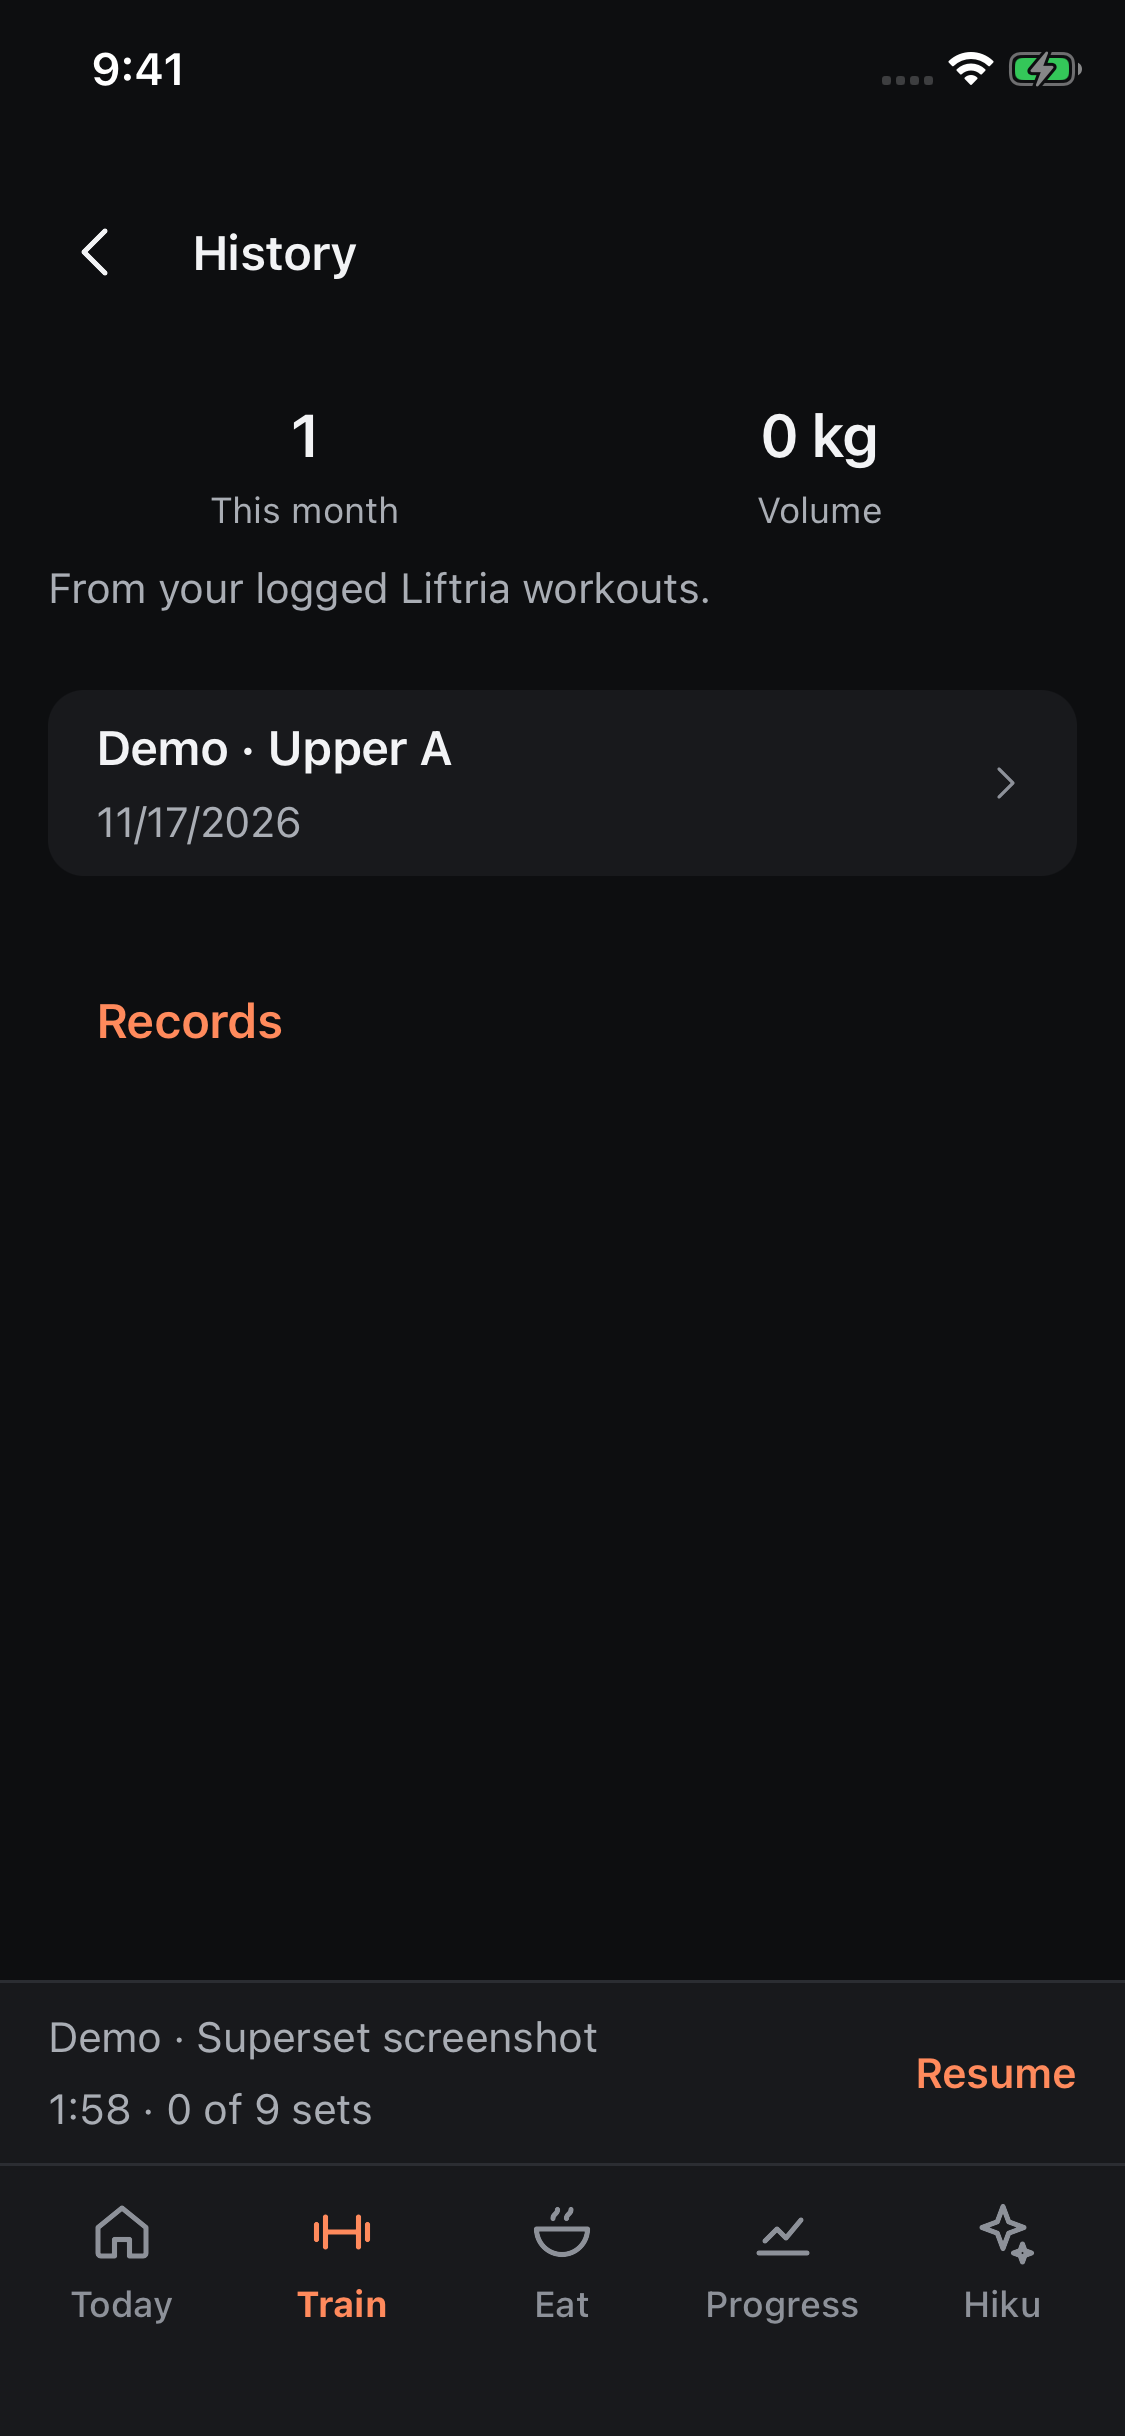 9:41
History
1
This month
0 kg
Volume
From your logged Liftria workouts.
Demo · Upper A
11/17/2026
Records
Demo · Superset screenshot
1:58 · 0 of 9 sets
Resume
Today
Train
Eat
Progress
Hiku